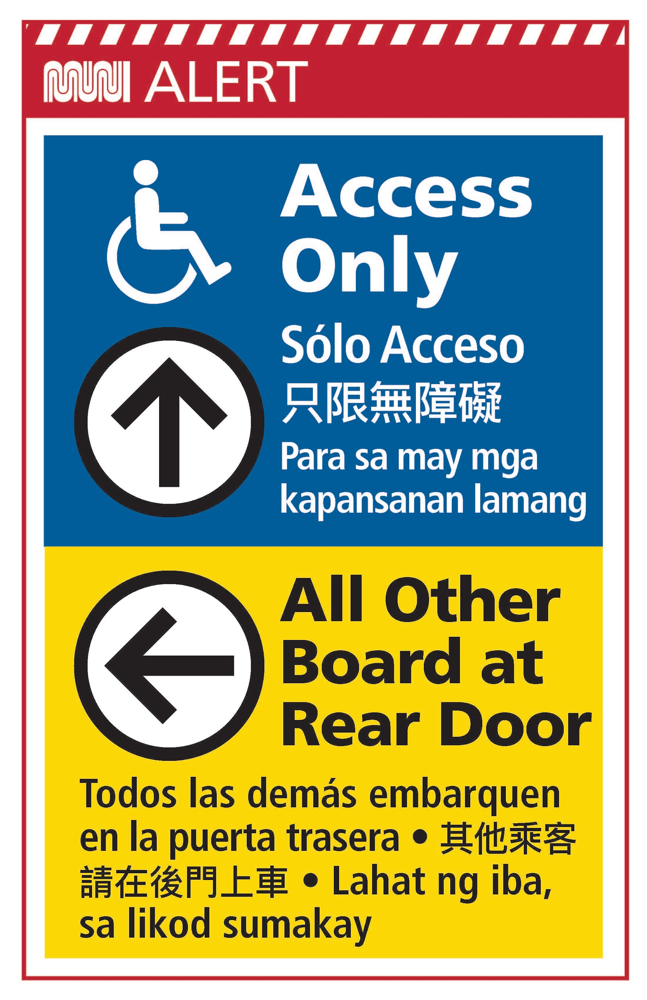 muni ALERT
Access
Only
Sólo Acceso
只限無障礙
Para sa may mga
kapansanan lamang
All Other
Board at
Rear Door
Todos las demás embarquen
en la puerta trasera • 其他乘客
請在後門上車 • Lahat ng iba,
sa likod sumakay